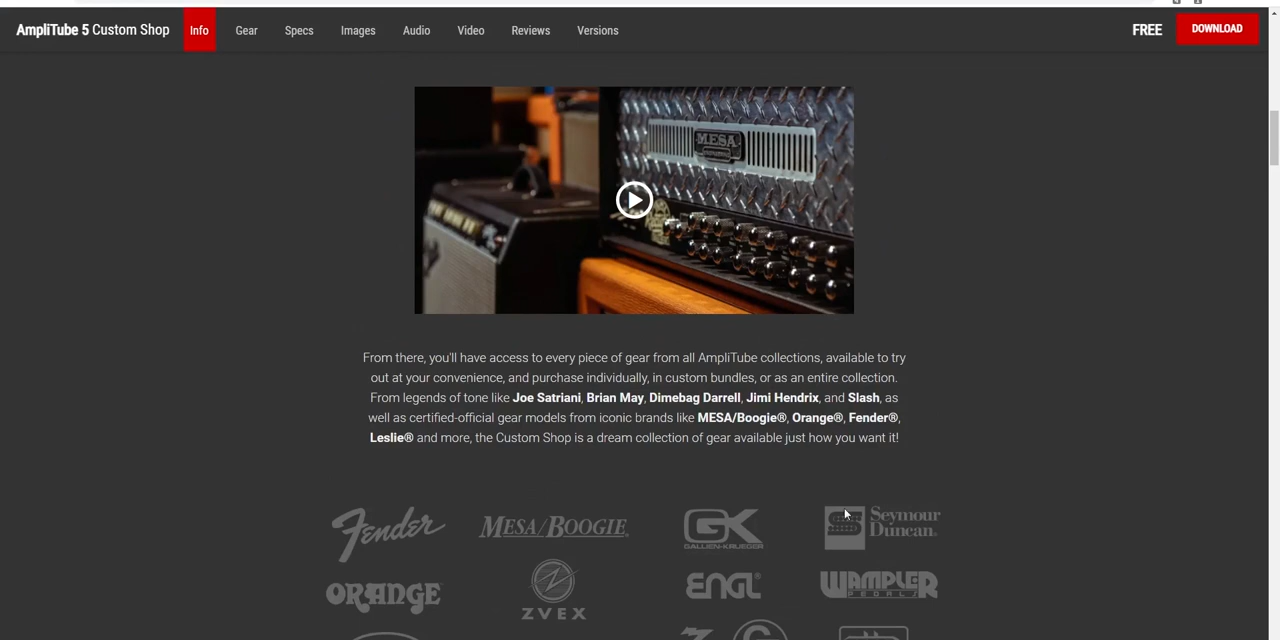 AmpliTube 5 Custom Shop Info Gear Specs Images Audio Video Reviews Versions FREE DOWNLOAD
MESA
From there, you'll have access to every piece of gear from all AmpliTube collections, available to try
out at your convenience, and purchase individually, in custom bundles, or as an entire collection.
From legends of tone like Joe Satriani, Brian May, Dimebag Darrell, Jimi Hendrix, and Slash, as
well as certified-official gear models from iconic brands like MESA/Boogie®, Orange®, Fender®,
Leslie® and more, the Custom Shop is a dream collection of gear available just how you want it!
Fender MESA/BOOGIE® GK GALLIEN-KRUEGER Seymour Duncan®
ORANGE ZVEX ENGL® WAMPLER PEDALS